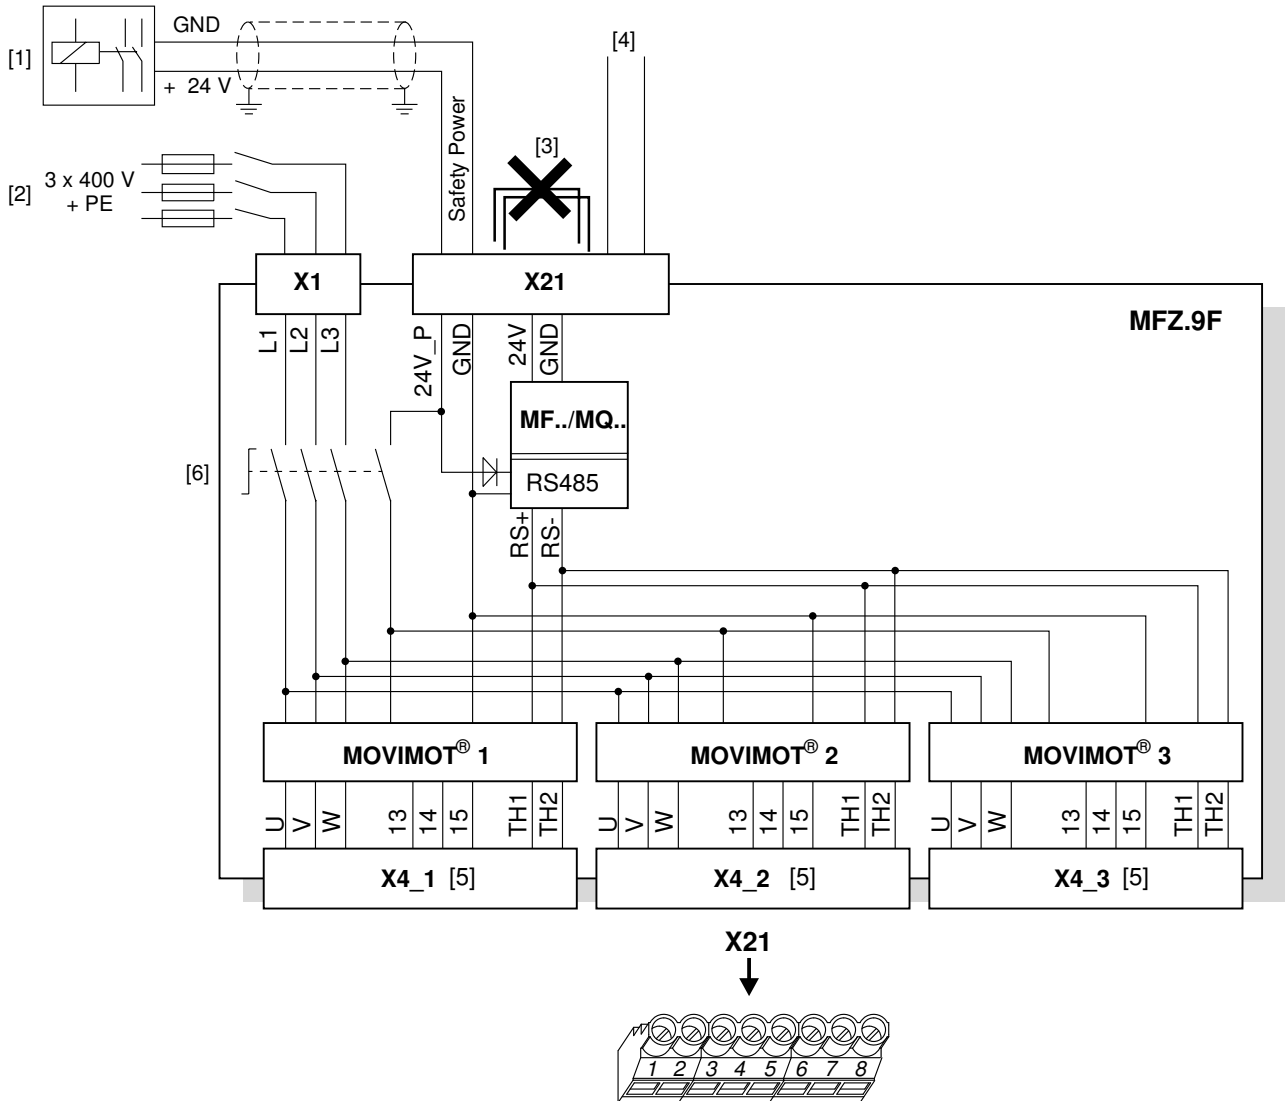 GND
[1]
+ 24 V
[4]
Safety Power
[3]
[2]
3 x 400 V
+ PE
X1
X21
MFZ.9F
L1
L2
L3
24V_P
GND
24V
GND
MF../MQ..
[6]
RS485
RS+
RS-
MOVIMOT® 1
MOVIMOT® 2
MOVIMOT® 3
U
V
W
13
14
15
TH1
TH2
U
V
W
13
14
15
TH1
TH2
U
V
W
13
14
15
TH1
TH2
X4_1 [5]
X4_2 [5]
X4_3 [5]
X21
1 2 3 4 5 6 7 8